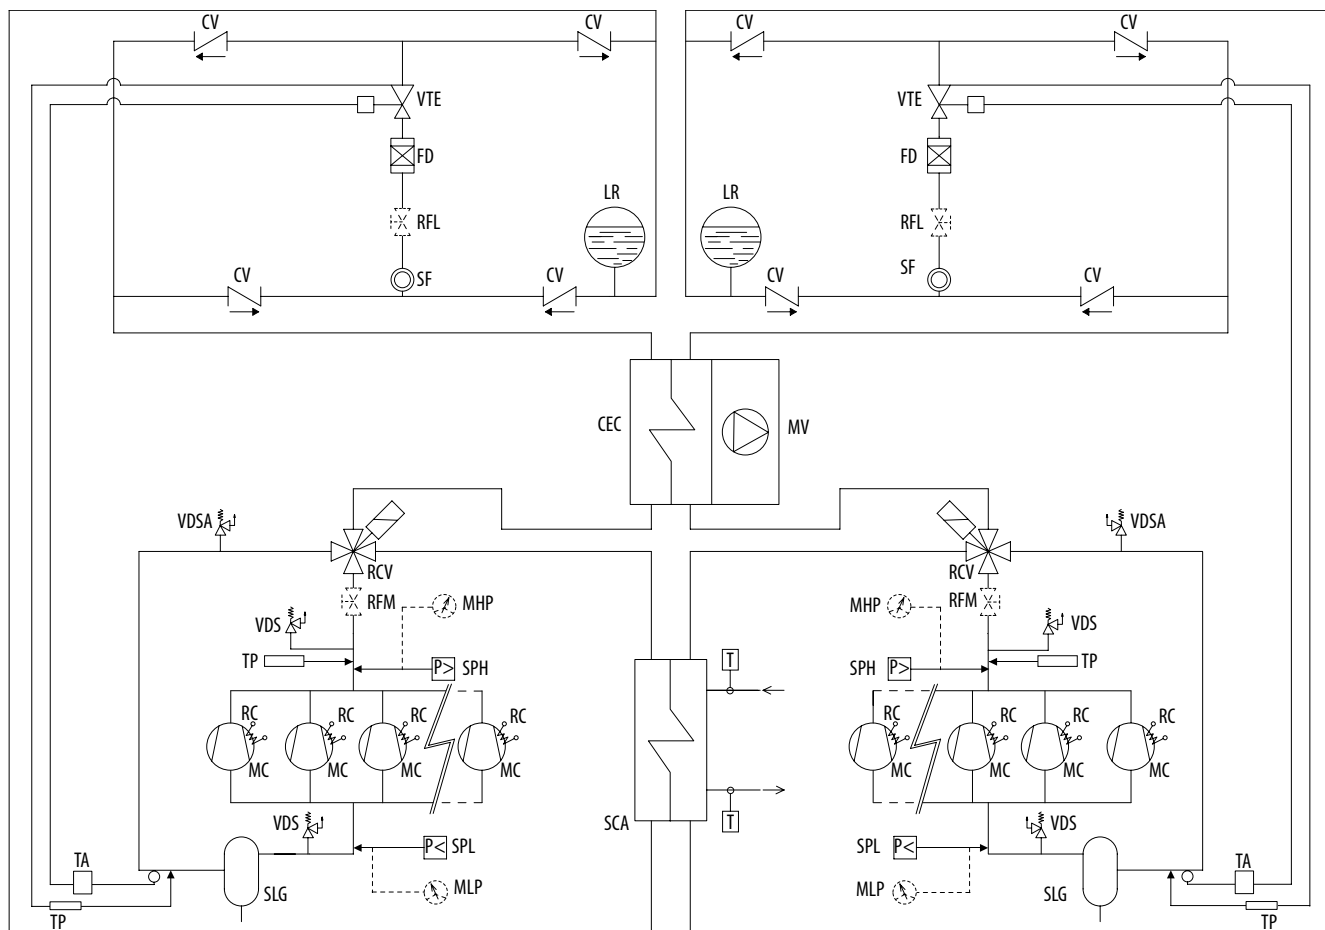 CV CV CV CV
VTE VTE
FD FD
LR LR
RFL RFL
SF SF
CV CV CV CV
CEC MV
VDSA VDSA
RCV RCV
RFM MHP MHP RFM
VDS VDS
TP P> SPH T SPH P> TP
RC RC RC RC RC RC RC RC
MC MC MC MC MC MC MC MC
VDS SCA T VDS
P< SPL SPL P<
TA TA
SLG MLP MLP SLG
TP TP